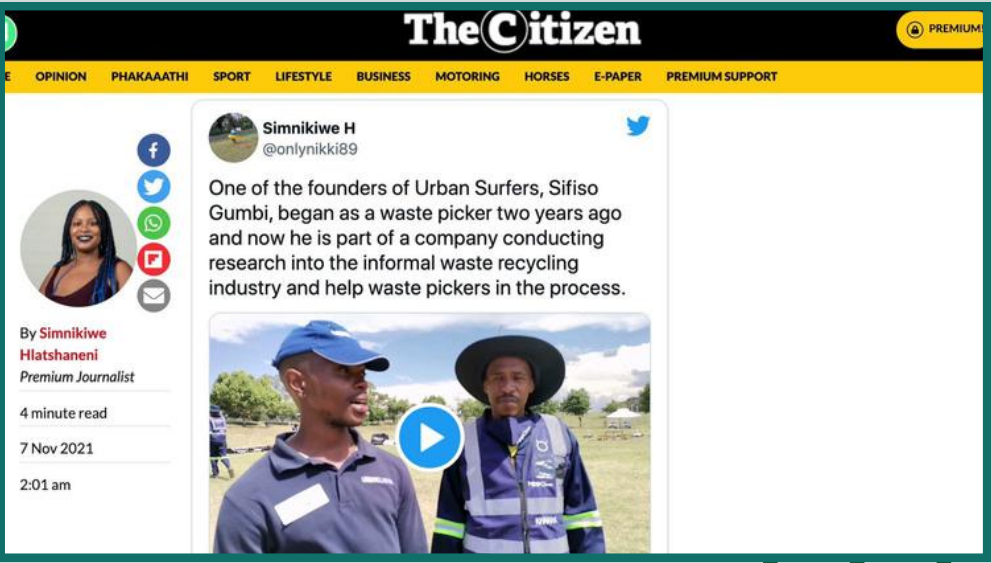 The Citizen
PREMIUM
E OPINION PHAKAAATHI SPORT LIFESTYLE BUSINESS MOTORING HORSES E-PAPER PREMIUM SUPPORT
Simnikiwe H
@onlynikki89
One of the founders of Urban Surfers, Sifiso
Gumbi, began as a waste picker two years ago
and now he is part of a company conducting
research into the informal waste recycling
industry and help waste pickers in the process.
By Simnikiwe
Hlatshaneni
Premium Journalist
4 minute read
7 Nov 2021
2:01 am